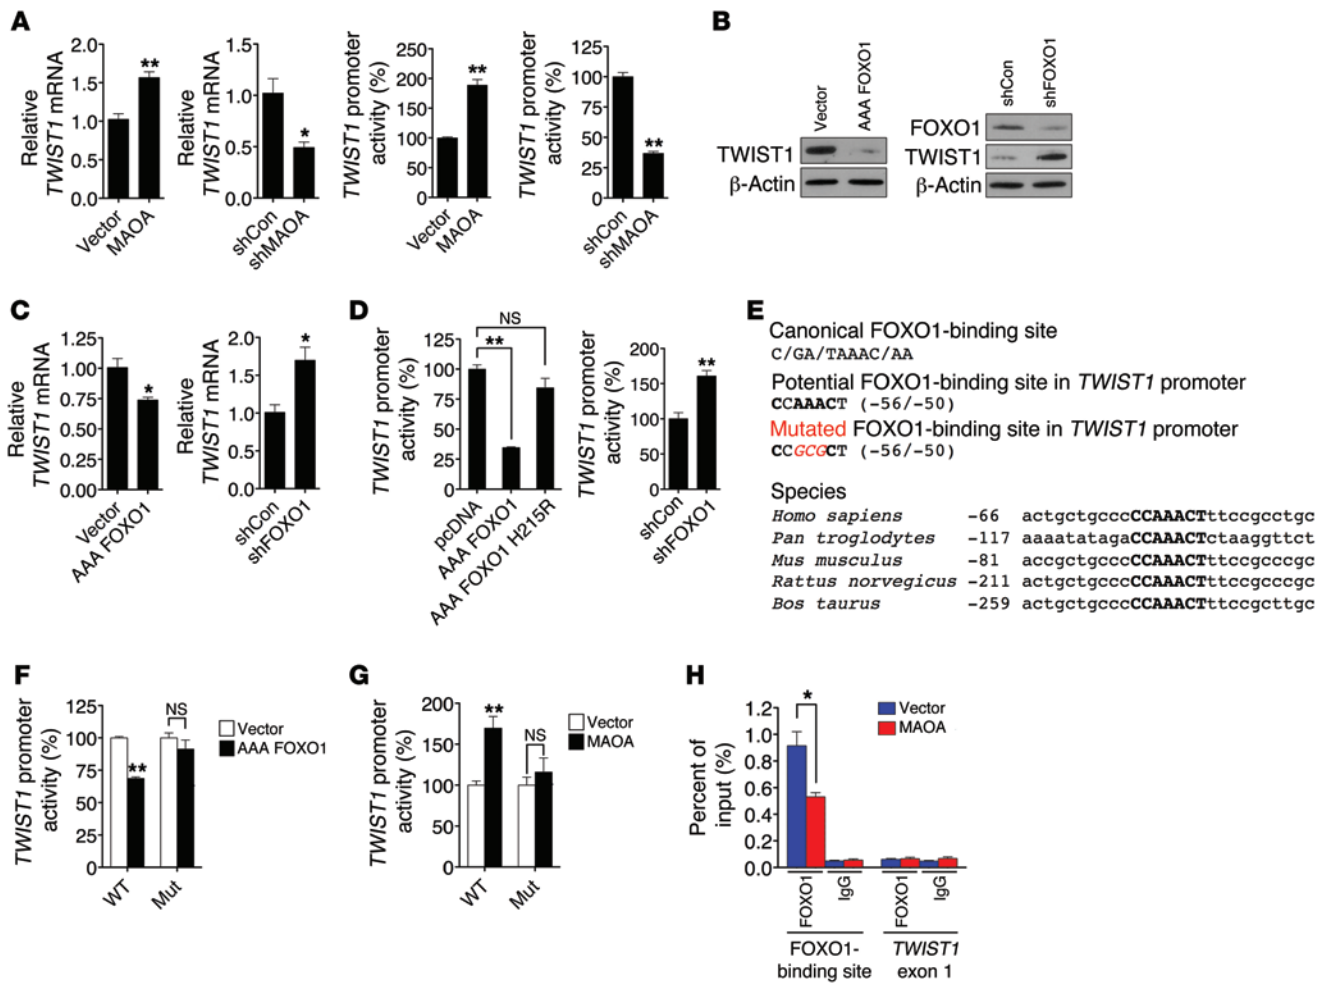 A
Relative
TWIST1 mRNA
2.0
1.5
1.0
0.5
0.0
**
Vector
MAOA
Relative
TWIST1 mRNA
1.5
1.0
0.5
0.0
*
shCon
shMAOA
TWIST1 promoter
activity (%)
250
200
150
100
50
0
**
Vector
MAOA
TWIST1 promoter
activity (%)
125
100
75
50
25
0
**
shCon
shMAOA
B
Vector
AAA FOXO1
TWIST1
β-Actin
shCon
shFOXO1
FOXO1
TWIST1
β-Actin
C
Relative
TWIST1 mRNA
1.25
1.00
0.75
0.50
0.25
0.00
*
Vector
AAA FOXO1
Relative
TWIST1 mRNA
2.0
1.5
1.0
0.5
0.0
*
shCon
shFOXO1
D
TWIST1 promoter
activity (%)
125
100
75
50
25
0
NS
**
pcDNA
AAA FOXO1
AAA FOXO1 H215R
TWIST1 promoter
activity (%)
200
150
100
50
0
**
shCon
shFOXO1
E
Canonical FOXO1-binding site
C/GA/TAAAC/AA
Potential FOXO1-binding site in TWIST1 promoter
CCAAACT (−56/−50)
Mutated FOXO1-binding site in TWIST1 promoter
CCGCGCT (−56/−50)
Species
Homo sapiens −66 actgctgcccCCAAACTttccgcctgc
Pan troglodytes −117 aaaatatagaCCAAACTctaaggttct
Mus musculus −81 accgctgcccCCAAACTttccgcccgc
Rattus norvegicus −211 actgctgcccCCAAACTttccgcccgc
Bos taurus −259 actgctgcccCCAAACTttccgcttgc
F
TWIST1 promoter
activity (%)
125
100
75
50
25
0
**
NS
WT
Mut
Vector
AAA FOXO1
G
TWIST1 promoter
activity (%)
200
150
100
50
0
**
NS
WT
Mut
Vector
MAOA
H
Percent of
input (%)
1.2
1.0
0.8
0.6
0.4
0.2
0.0
*
Vector
MAOA
FOXO1
IgG
FOXO1
IgG
FOXO1-
binding site
TWIST1
exon 1